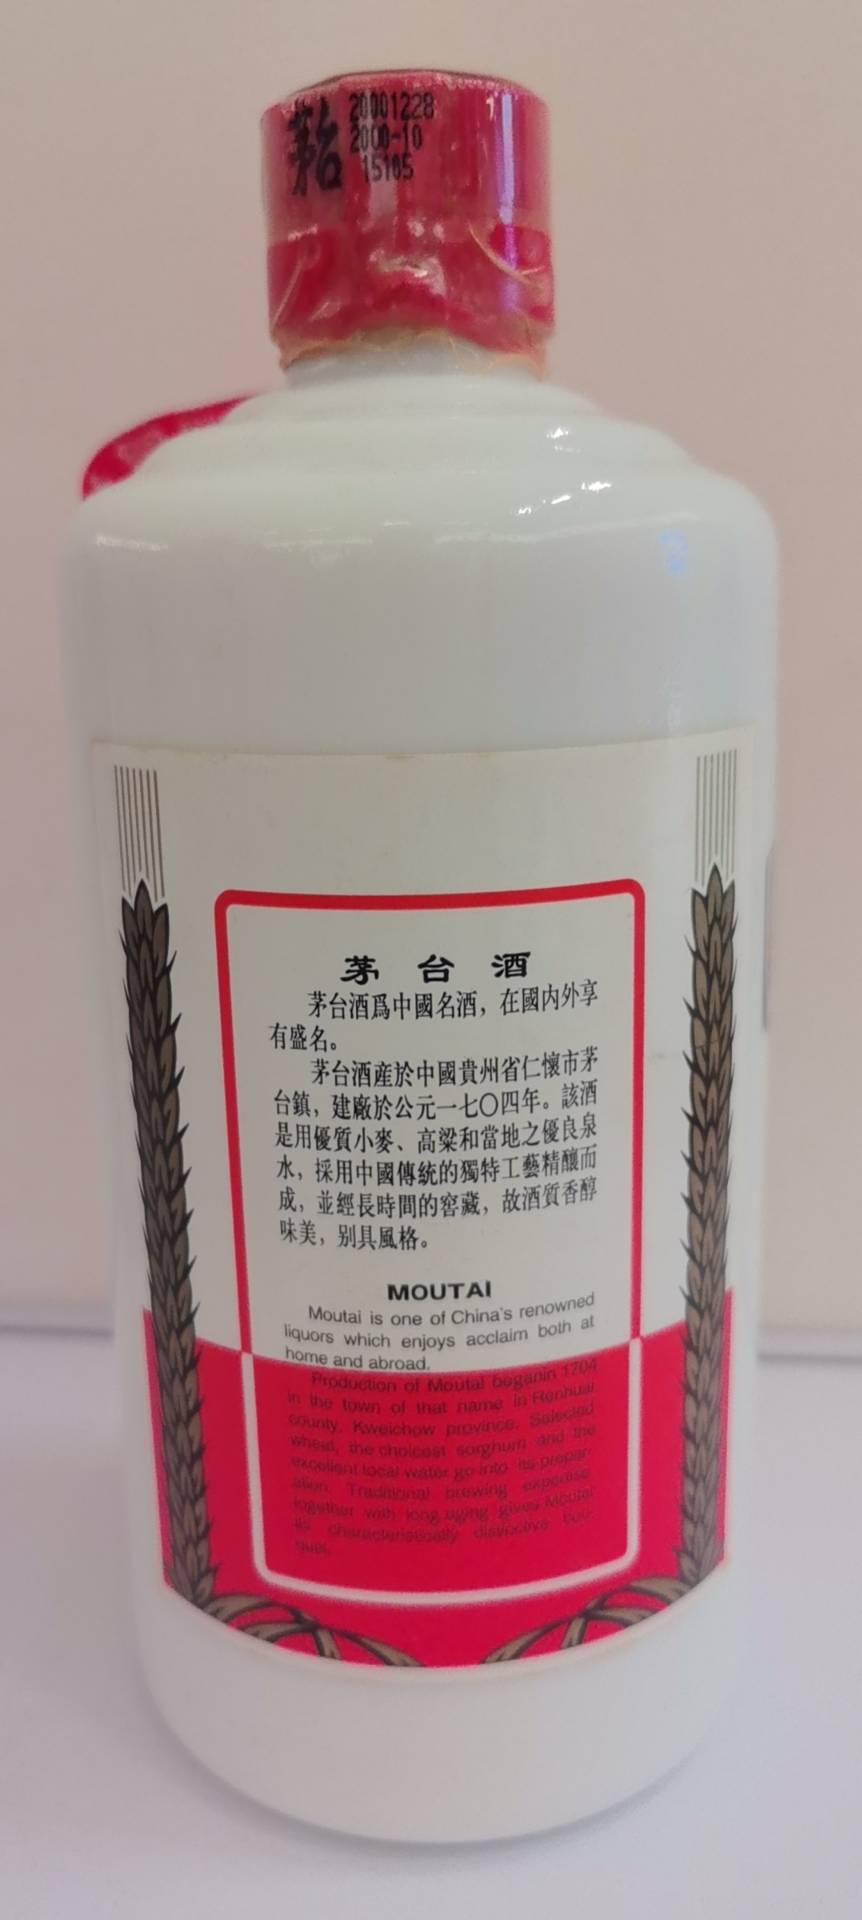 茅台
20001228
2000-10
15105
茅台酒
茅台酒爲中國名酒，在國内外享
有盛名。
茅台酒産於中國貴州省仁懷市茅
台鎮，建廠於公元一七〇四年。該酒
是用優質小麥、高粱和當地之優良泉
水，採用中國傳統的獨特工藝精釀而
成，並經長時間的窖藏，故酒質香醇
味美，别具風格。
MOUTAI
Moutai is one of China's renowned
liquors which enjoys acclaim both at
home and abroad.
Production of Moutai beganin 1704
in the town of that name in Renhuai
county, Kweichow province. Selected
wheat, the choicest sorghum and the
excellent local water go into its prepar-
ation. Traditional brewing expertise
together with long aging gives Moutai
its characteristically distinctive bou-
quet.